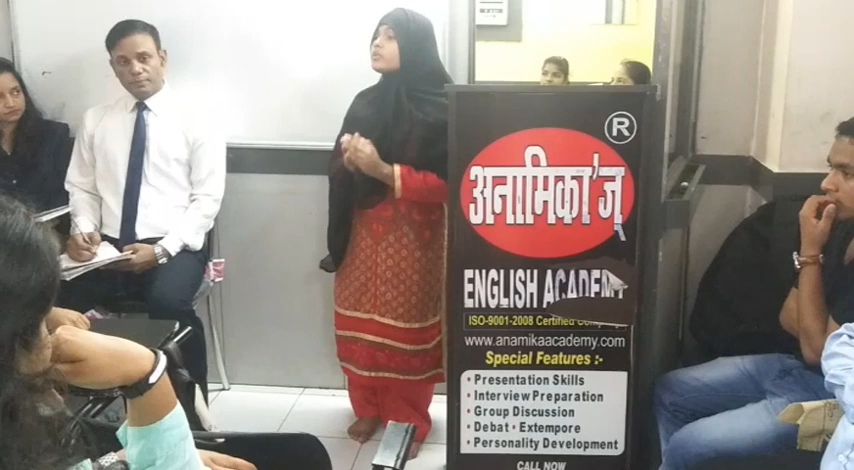 ®
अनामिका'ज्
ENGLISH ACADEMY
ISO-9001-2008 Certified Company
www.anamikaacademy.com
Special Features :-
• Presentation Skills
• Interview Preparation
• Group Discussion
• Debat • Extempore
• Personality Development
CALL NOW